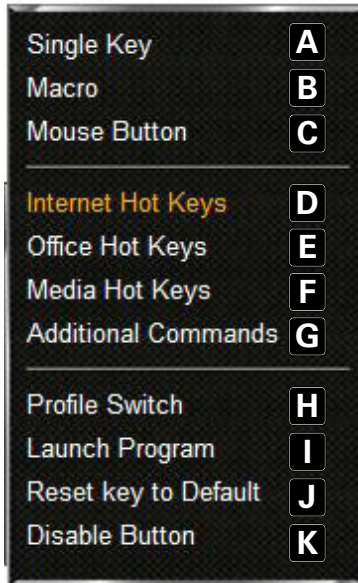 Single Key A
Macro B
Mouse Button C
Internet Hot Keys D
Office Hot Keys E
Media Hot Keys F
Additional Commands G
Profile Switch H
Launch Program I
Reset key to Default J
Disable Button K